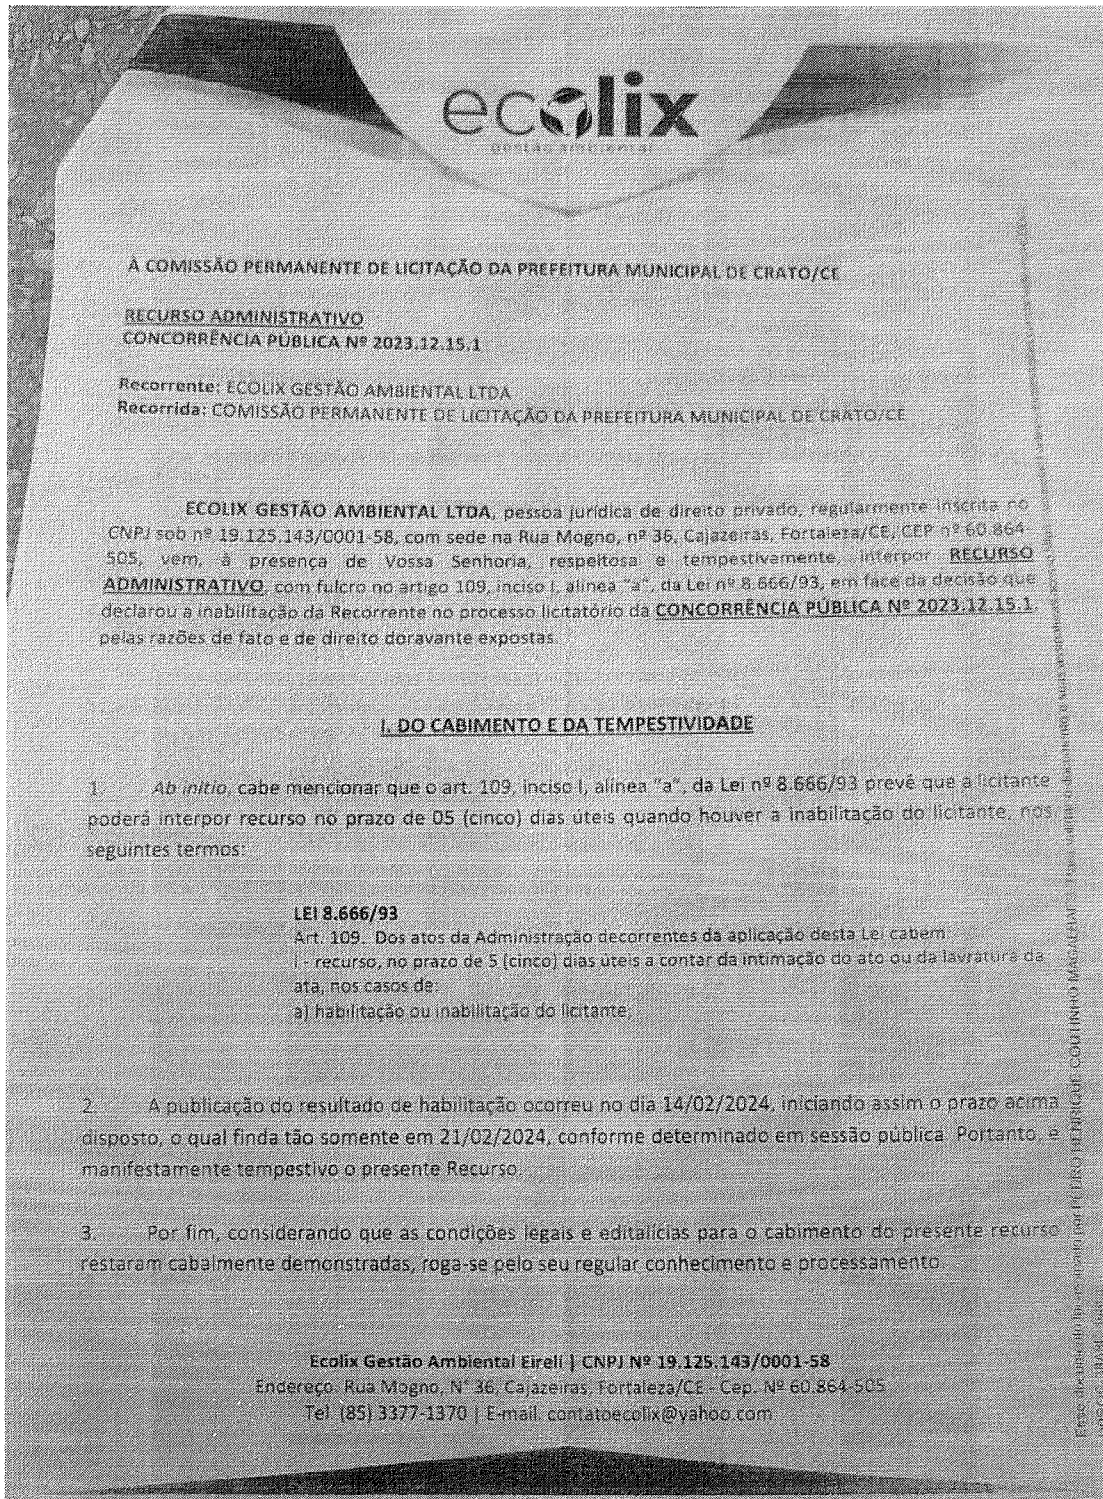 ecolix
gestão ambiental
À COMISSÃO PERMANENTE DE LICITAÇÃO DA PREFEITURA MUNICIPAL DE CRATO/CE
RECURSO ADMINISTRATIVO
CONCORRÊNCIA PÚBLICA Nº 2023.12.15.1
Recorrente: ECOLIX GESTÃO AMBIENTAL LTDA
Recorrida: COMISSÃO PERMANENTE DE LICITAÇÃO DA PREFEITURA MUNICIPAL DE CRATO/CE
ECOLIX GESTÃO AMBIENTAL LTDA, pessoa jurídica de direito privado, regularmente inscrita no
CNPJ sob nº 19.125.143/0001-58, com sede na Rua Mogno, nº 36, Cajazeiras, Fortaleza/CE, CEP nº 60.864-
505, vem, à presença de Vossa Senhoria, respeitosa e tempestivamente, interpor RECURSO
ADMINISTRATIVO, com fulcro no artigo 109, inciso I, alínea "a", da Lei nº 8.666/93, em face da decisão que
declarou a inabilitação da Recorrente no processo licitatório da CONCORRÊNCIA PÚBLICA Nº 2023.12.15.1,
pelas razões de fato e de direito doravante expostas.
I. DO CABIMENTO E DA TEMPESTIVIDADE
1. Ab initio, cabe mencionar que o art. 109, inciso I, alínea "a", da Lei nº 8.666/93 prevê que a licitante
poderá interpor recurso no prazo de 05 (cinco) dias úteis quando houver a inabilitação do licitante, nos
seguintes termos:
LEI 8.666/93
Art. 109. Dos atos da Administração decorrentes da aplicação desta Lei cabem:
I - recurso, no prazo de 5 (cinco) dias úteis a contar da intimação do ato ou da lavratura da
ata, nos casos de:
a) habilitação ou inabilitação do licitante;
2. A publicação do resultado de habilitação ocorreu no dia 14/02/2024, iniciando assim o prazo acima
disposto, o qual finda tão somente em 21/02/2024, conforme determinado em sessão pública. Portanto, é
manifestamente tempestivo o presente Recurso.
3. Por fim, considerando que as condições legais e editalícias para o cabimento do presente recurso
restaram cabalmente demonstradas, roga-se pelo seu regular conhecimento e processamento.
Ecolix Gestão Ambiental Eireli | CNPJ Nº 19.125.143/0001-58
Endereço: Rua Mogno, N° 36, Cajazeiras, Fortaleza/CE - Cep. Nº 60.864-505
Tel: (85) 3377-1370 | E-mail: contatoecolix@yahoo.com
por PEDRO HENRIQUE COUTINHO MAGALHAES